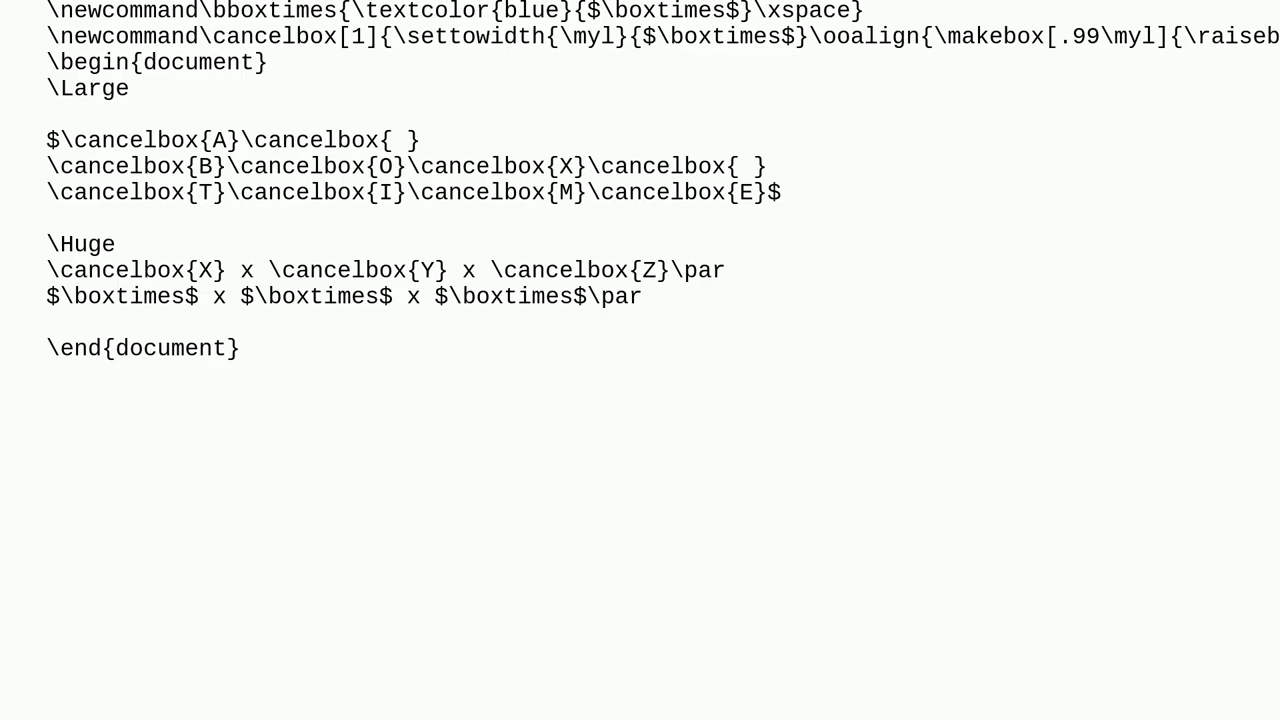 \newcommand\bboxtimes{\textcolor{blue}{$\boxtimes$}\xspace}
\newcommand\cancelbox[1]{\settowidth{\myl}{$\boxtimes$}\ooalign{\makebox[.99\myl]{\raiseb
\begin{document}
\Large
$\cancelbox{A}\cancelbox{ }
\cancelbox{B}\cancelbox{O}\cancelbox{X}\cancelbox{ }
\cancelbox{T}\cancelbox{I}\cancelbox{M}\cancelbox{E}$
\Huge
\cancelbox{X} x \cancelbox{Y} x \cancelbox{Z}\par
$\boxtimes$ x $\boxtimes$ x $\boxtimes$\par
\end{document}